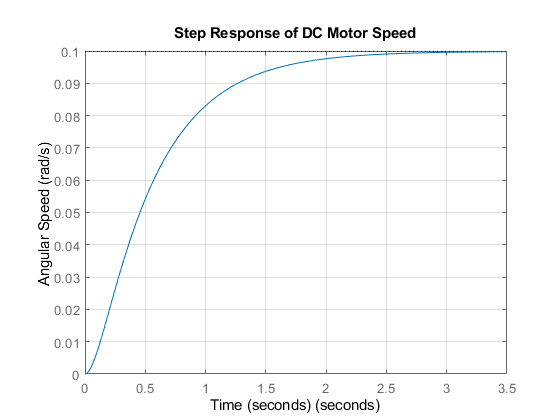 Step Response of DC Motor Speed
Angular Speed (rad/s)
0.1
0.09
0.08
0.07
0.06
0.05
0.04
0.03
0.02
0.01
0
0 0.5 1 1.5 2 2.5 3 3.5
Time (seconds) (seconds)